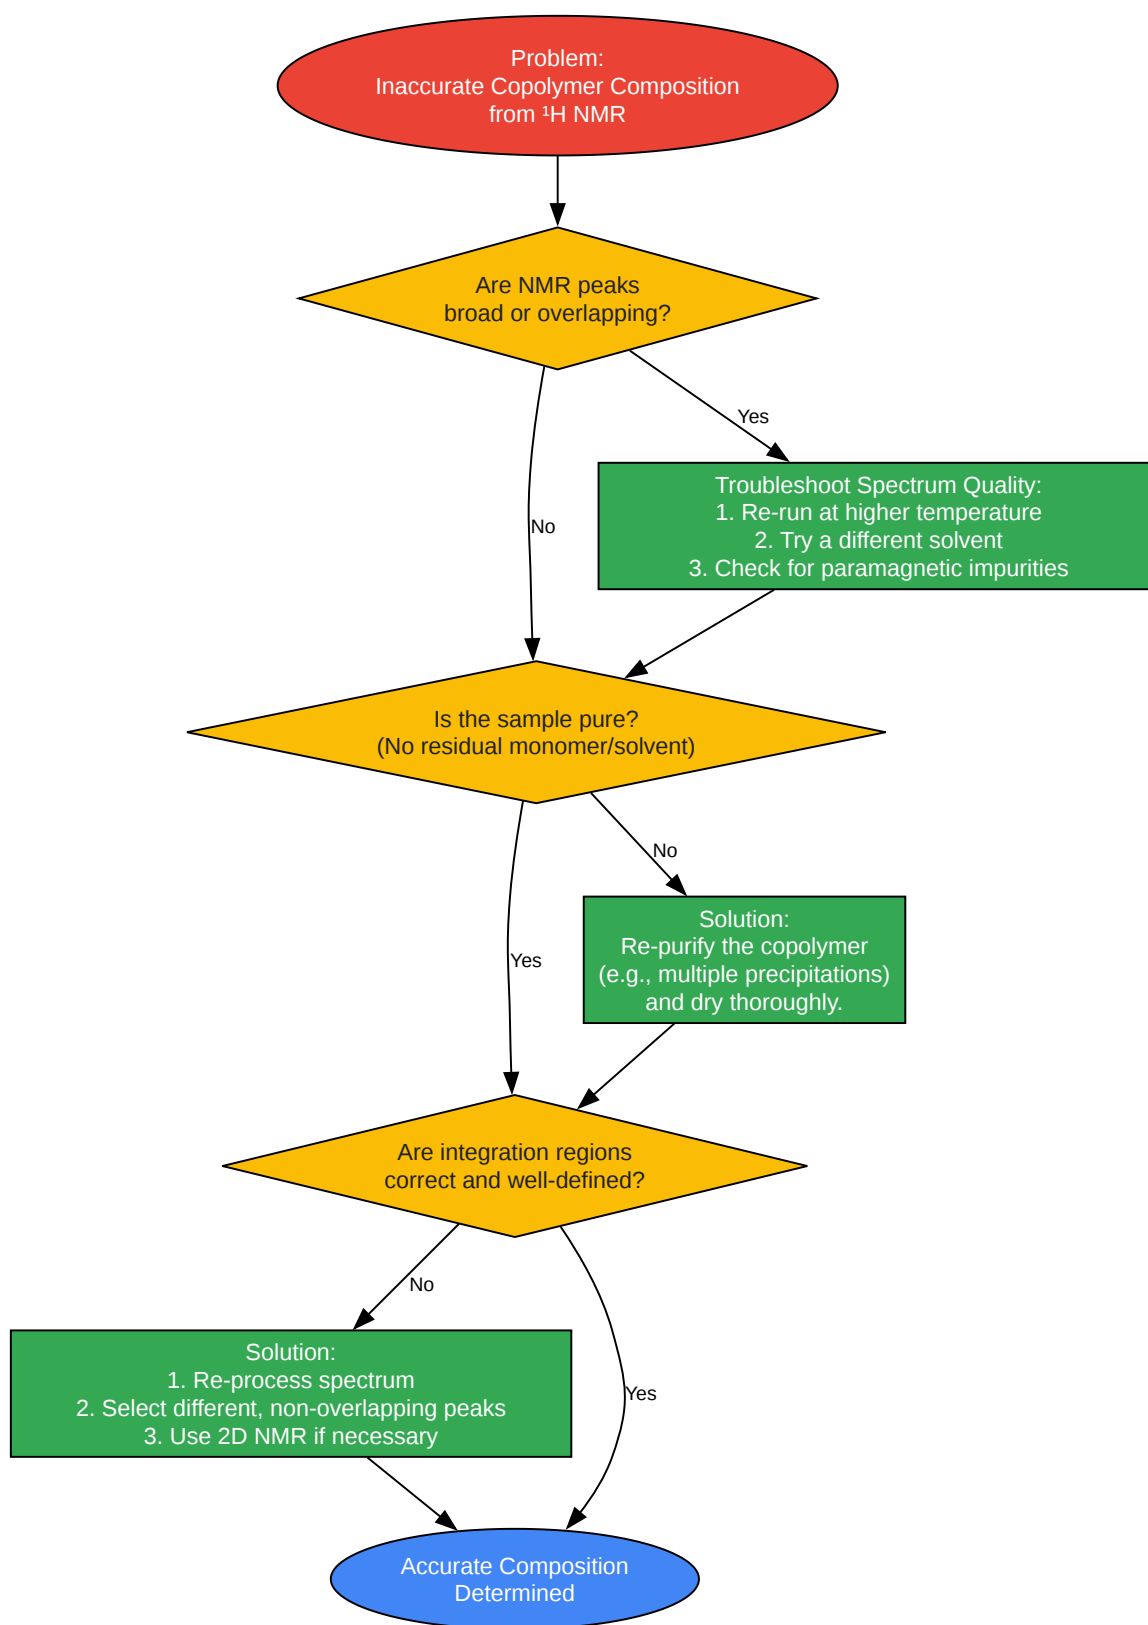 Problem:
Inaccurate Copolymer Composition
from ¹H NMR
Are NMR peaks
broad or overlapping?
Yes
Troubleshoot Spectrum Quality:
1. Re-run at higher temperature
2. Try a different solvent
3. Check for paramagnetic impurities
No
Is the sample pure?
(No residual monomer/solvent)
No
Solution:
Re-purify the copolymer
(e.g., multiple precipitations)
and dry thoroughly.
Yes
Are integration regions
correct and well-defined?
No
Solution:
1. Re-process spectrum
2. Select different, non-overlapping peaks
3. Use 2D NMR if necessary
Yes
Accurate Composition
Determined